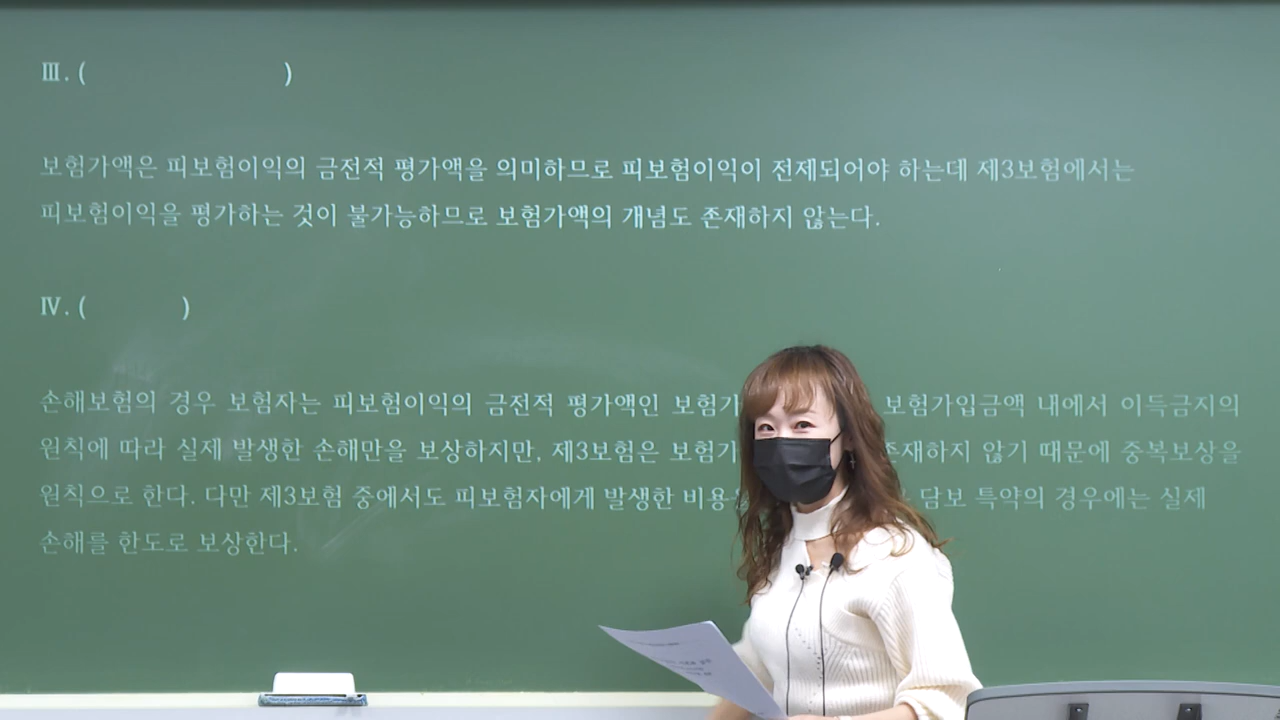 Ⅲ. (                    )
보험가액은 피보험이익의 금전적 평가액을 의미하므로 피보험이익이 전제되어야 하는데 제3보험에서는
피보험이익을 평가하는 것이 불가능하므로 보험가액의 개념도 존재하지 않는다.
Ⅳ. (          )
손해보험의 경우 보험자는 피보험이익의 금전적 평가액인 보험가 보험가입금액 내에서 이득금지의
원칙에 따라 실제 발생한 손해만을 보상하지만, 제3보험은 보험가 존재하지 않기 때문에 중복보상을
원칙으로 한다. 다만 제3보험 중에서도 피보험자에게 발생한 비용 담보 특약의 경우에는 실제
손해를 한도로 보상한다.